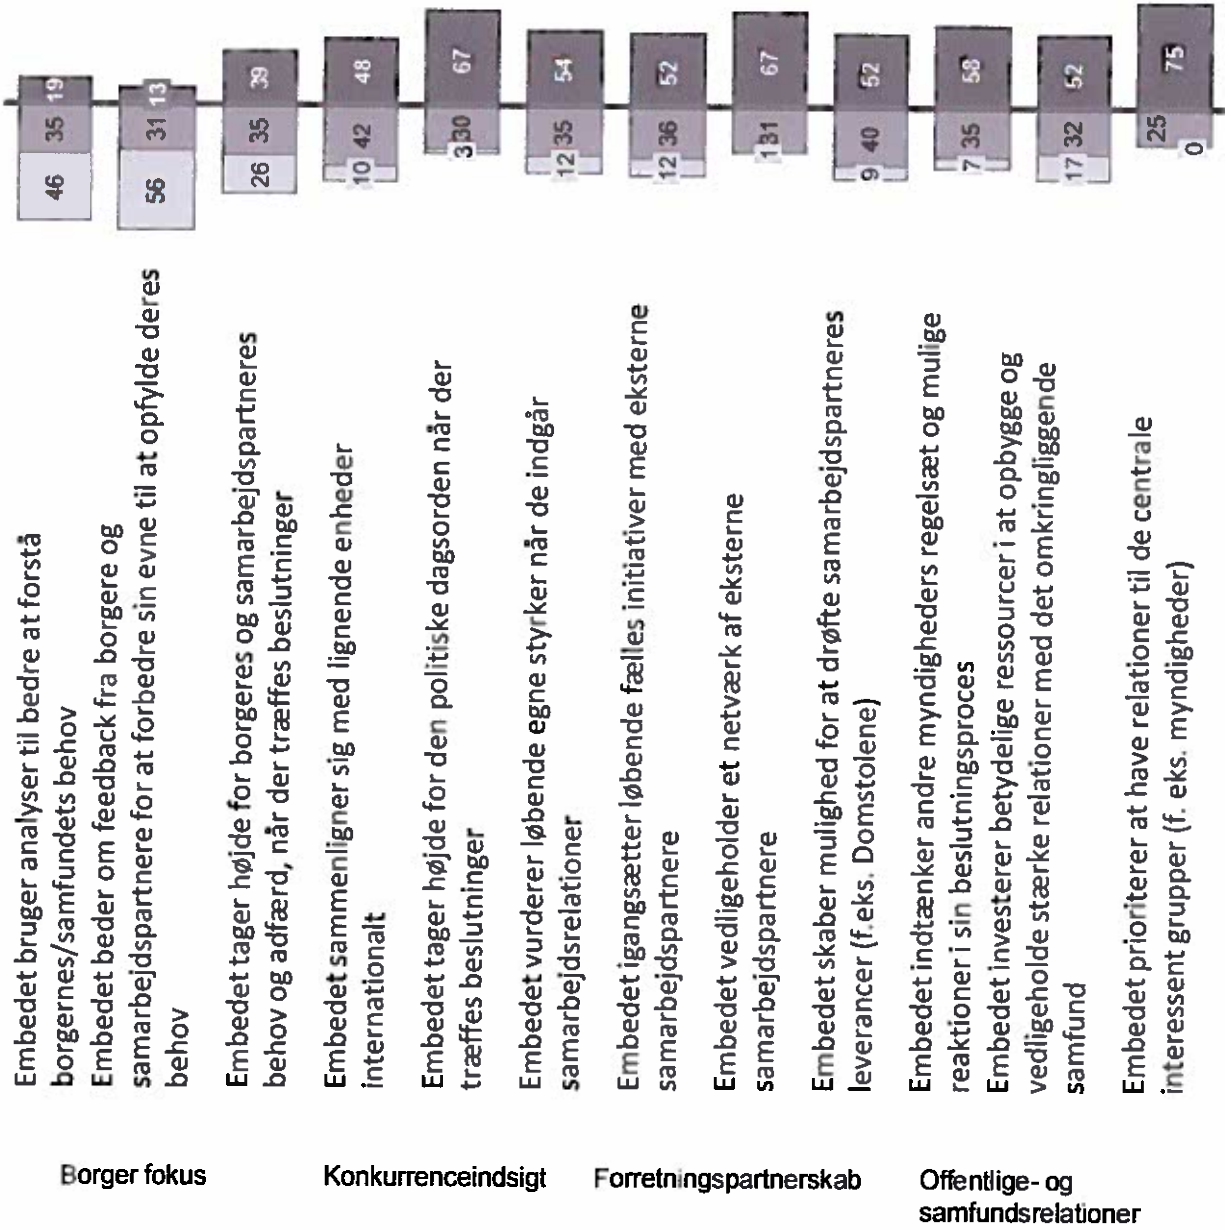 Borger fokus
Embedet bruger analyser til bedre at forstå
borgernes/samfundets behov
46 35 19
Embedet beder om feedback fra borgere og
samarbejdspartnere for at forbedre sin evne til at opfylde deres
behov
56 31 13
Embedet tager højde for borgeres og samarbejdspartneres
behov og adfærd, når der træffes beslutninger
26 35 39
Konkurrenceindsigt
Embedet sammenligner sig med lignende enheder
internationalt
10 42 48
Embedet tager højde for den politiske dagsorden når der
træffes beslutninger
3 30 67
Embedet vurderer løbende egne styrker når de indgår
samarbejdsrelationer
12 35 54
Forretningspartnerskab
Embedet igangsætter løbende fælles initiativer med eksterne
samarbejdspartnere
12 36 52
Embedet vedligeholder et netværk af eksterne
samarbejdspartnere
1 31 67
Embedet skaber mulighed for at drøfte samarbejdspartneres
leverancer (f.eks. Domstolene)
9 40 52
Offentlige- og
samfundsrelationer
Embedet indtænker andre myndigheders regelsæt og mulige
reaktioner i sin beslutningsproces
7 35 58
Embedet investerer betydelige ressourcer i at opbygge og
vedligeholde stærke relationer med det omkringliggende
samfund
17 32 52
Embedet prioriterer at have relationer til de centrale
interessent grupper (f. eks. myndigheder)
0 25 75